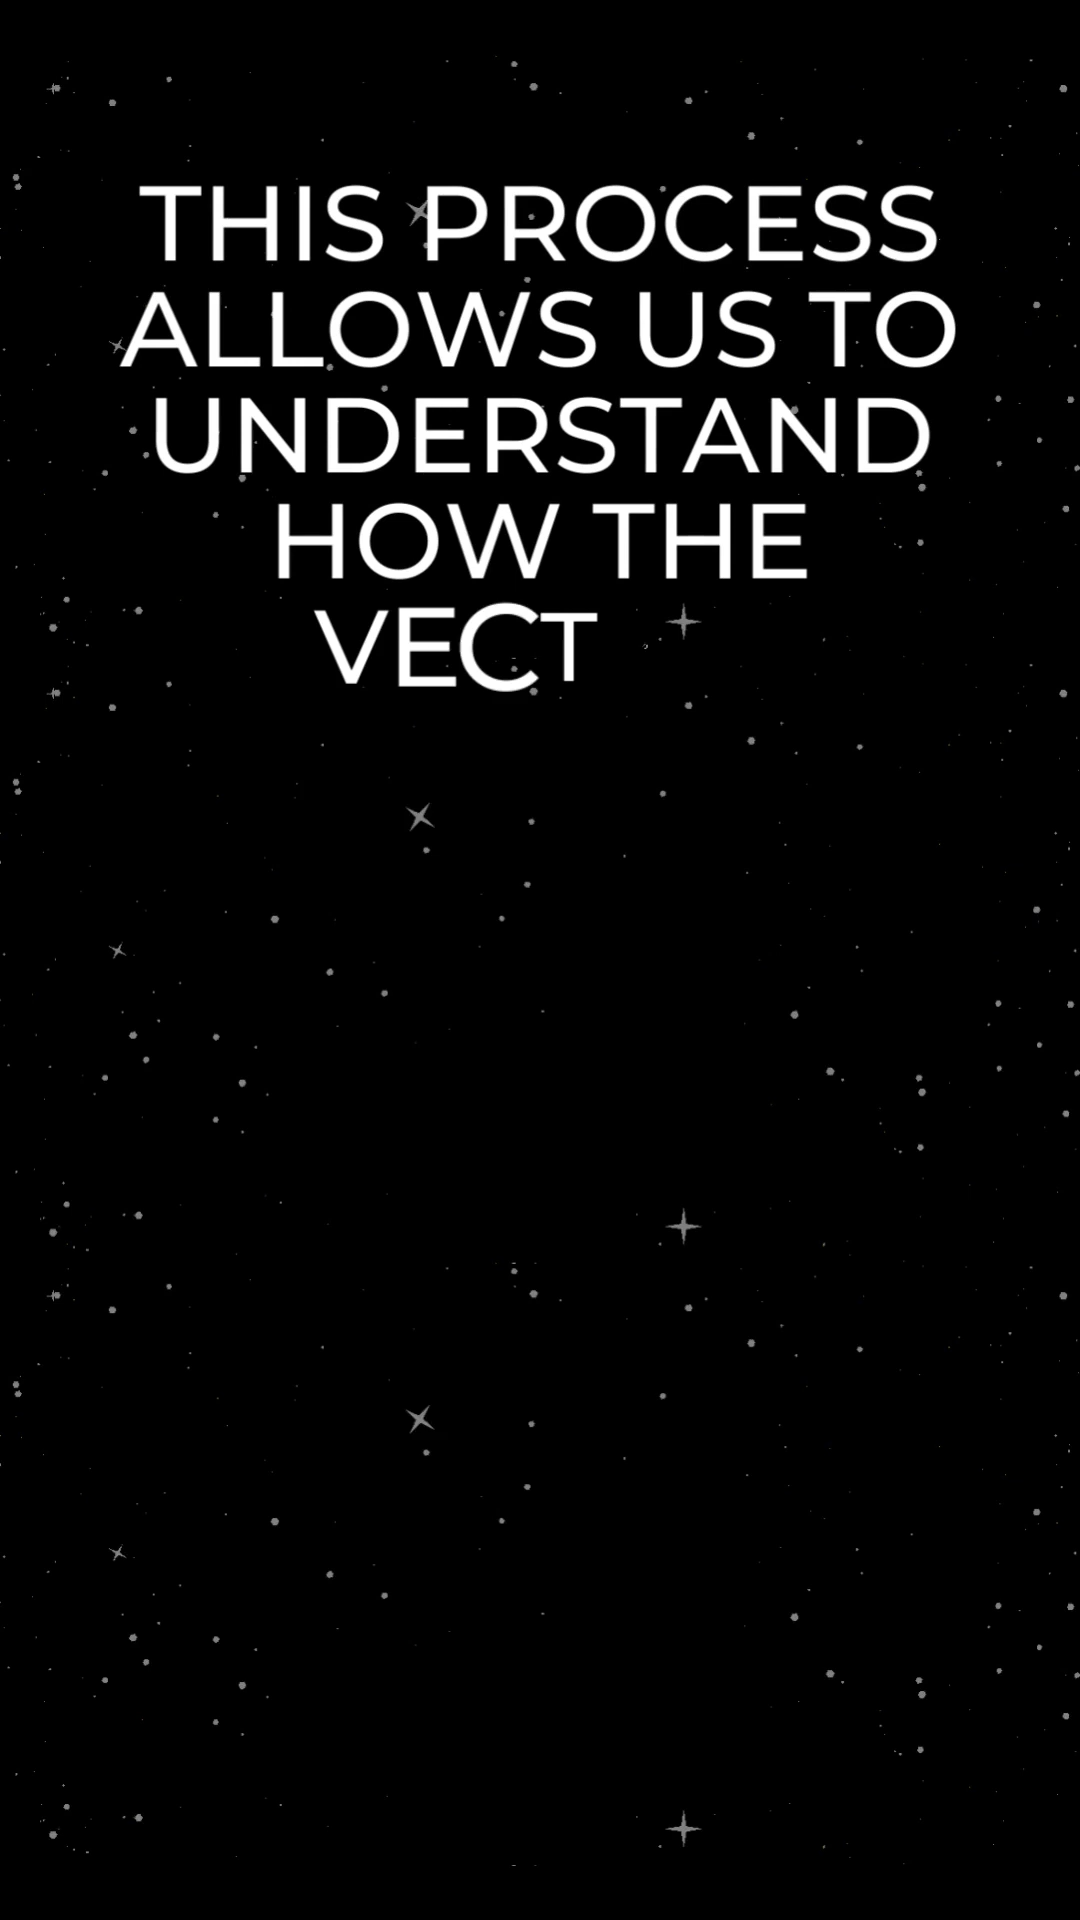 THIS PROCESS
ALLOWS US TO
UNDERSTAND
HOW THE
VECT